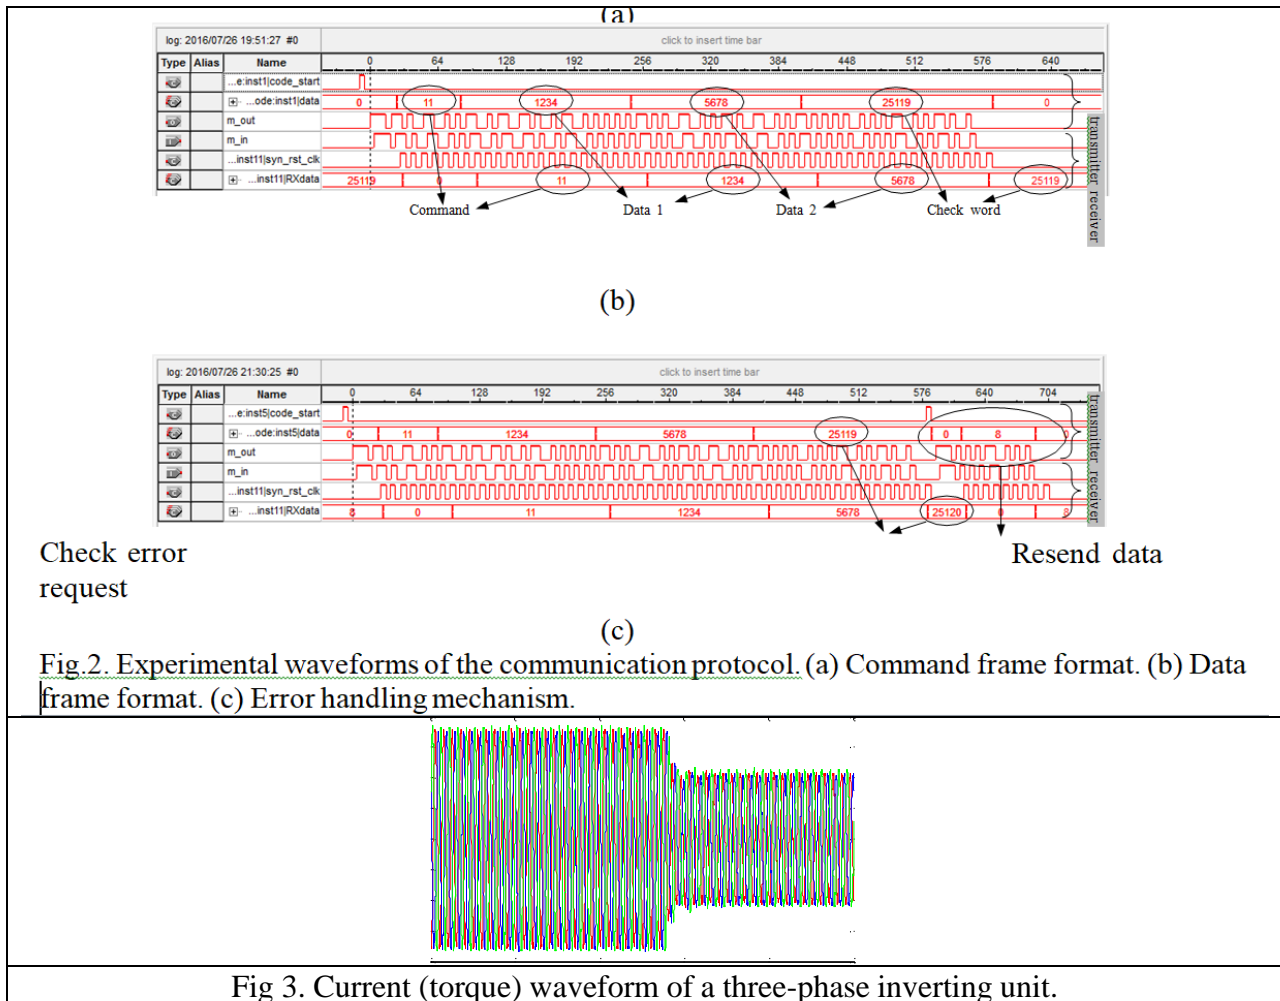 (a)
log: 2016/07/26 19:51:27 #0 click to insert time bar
Type Alias Name 0 64 128 192 256 320 384 448 512 576 640
...e:inst1|code_start
...ode:inst1|data 0 11 1234 5678 25119 0
m_out
m_in
...inst11|syn_rst_clk
...inst11|RXdata 25119 0 11 1234 5678 25119
transmitter receiver
Command Data 1 Data 2 Check word
(b)
log: 2016/07/26 21:30:25 #0 click to insert time bar
Type Alias Name 0 64 128 192 256 320 384 448 512 576 640 704
...e:inst5|code_start
...ode:inst5|data 0 11 1234 5678 25119 0 8 0
m_out
m_in
...inst11|syn_rst_clk
...inst11|RXdata 8 0 11 1234 5678 25120 0 8
transmitter receiver
Check error
request
Resend data
(c)
Fig.2. Experimental waveforms of the communication protocol. (a) Command frame format. (b) Data
frame format. (c) Error handling mechanism.
Fig 3. Current (torque) waveform of a three-phase inverting unit.